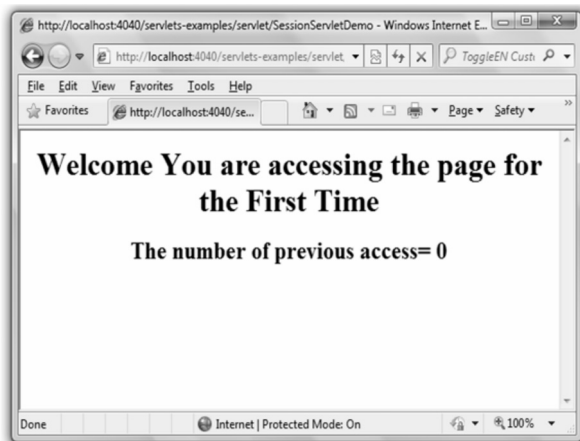 http://localhost:4040/servlets-examples/servlet/SessionServletDemo - Windows Internet E...
http://localhost:4040/servlets-examples/servlet, ToggleEN Custi
File Edit View Favorites Tools Help
Favorites http://localhost:4040/se... Page Safety
Welcome You are accessing the page for
the First Time
The number of previous access= 0
Done Internet | Protected Mode: On 100%